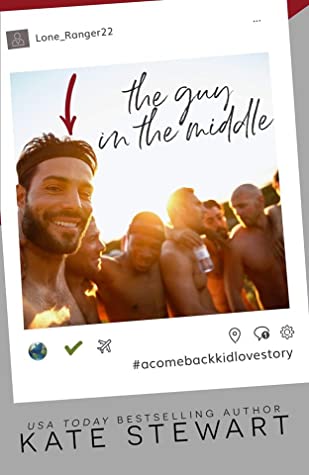 Lone_Ranger22
the guy
in the middle
#acomebackkidlovestory
USA TODAY BESTSELLING AUTHOR
KATE STEWART